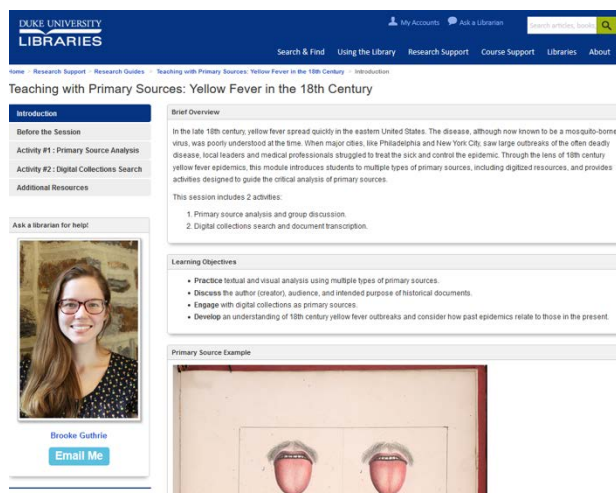 DUKE UNIVERSITY
LIBRARIES
My Accounts
Ask a Librarian
Search articles, books
Search & Find
Using the Library
Research Support
Course Support
Libraries
About
Home > Research Support > Research Guides > Teaching with Primary Sources: Yellow Fever in the 18th Century > Introduction
Teaching with Primary Sources: Yellow Fever in the 18th Century
Introduction
Before the Session
Activity #1 : Primary Source Analysis
Activity #2 : Digital Collections Search
Additional Resources
Ask a librarian for help!
Brooke Guthrie
Email Me
Brief Overview
In the late 18th century, yellow fever spread quickly in the eastern United States. The disease, although now known to be a mosquito-borne
virus, was poorly understood at the time. When major cities, like Philadelphia and New York City, saw large outbreaks of the often deadly
disease, local leaders and medical professionals struggled to treat the sick and control the epidemic. Through the lens of 18th century
yellow fever epidemics, this module introduces students to multiple types of primary sources, including digitized resources, and provides
activities designed to guide the critical analysis of primary sources.
This session includes 2 activities:
1. Primary source analysis and group discussion.
2. Digital collections search and document transcription.
Learning Objectives
• Practice textual and visual analysis using multiple types of primary sources.
• Discuss the author (creator), audience, and intended purpose of historical documents.
• Engage with digital collections as primary sources.
• Develop an understanding of 18th century yellow fever outbreaks and consider how past epidemics relate to those in the present.
Primary Source Example